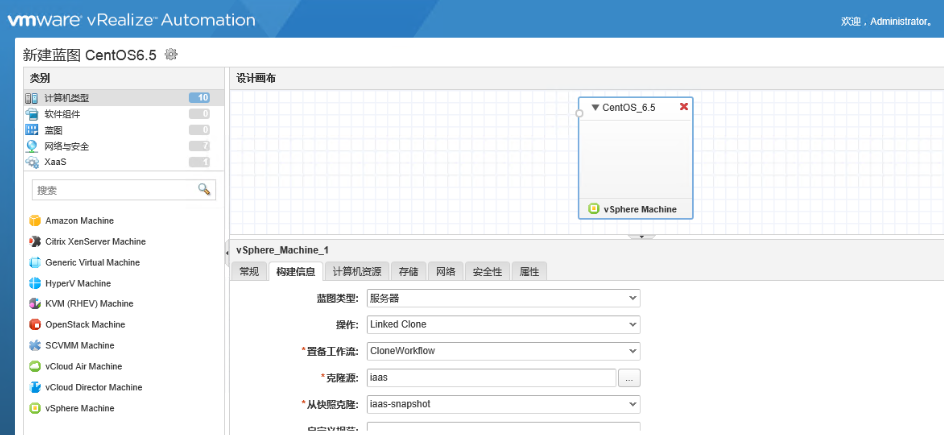 vmware vRealize™ Automation
欢迎，Administrator。
新建蓝图 CentOS6.5
类别
计算机类型 10
软件组件 0
蓝图 0
网络与安全 7
XaaS 1
搜索
Amazon Machine
Citrix XenServer Machine
Generic Virtual Machine
HyperV Machine
KVM (RHEV) Machine
OpenStack Machine
SCVMM Machine
vCloud Air Machine
vCloud Director Machine
vSphere Machine
设计画布
CentOS_6.5
vSphere Machine
vSphere_Machine_1
常规 构建信息 计算机资源 存储 网络 安全性 属性
蓝图类型: 服务器
操作: Linked Clone
*置备工作流: CloneWorkflow
*克隆源: iaas ...
*从快照克隆: iaas-snapshot